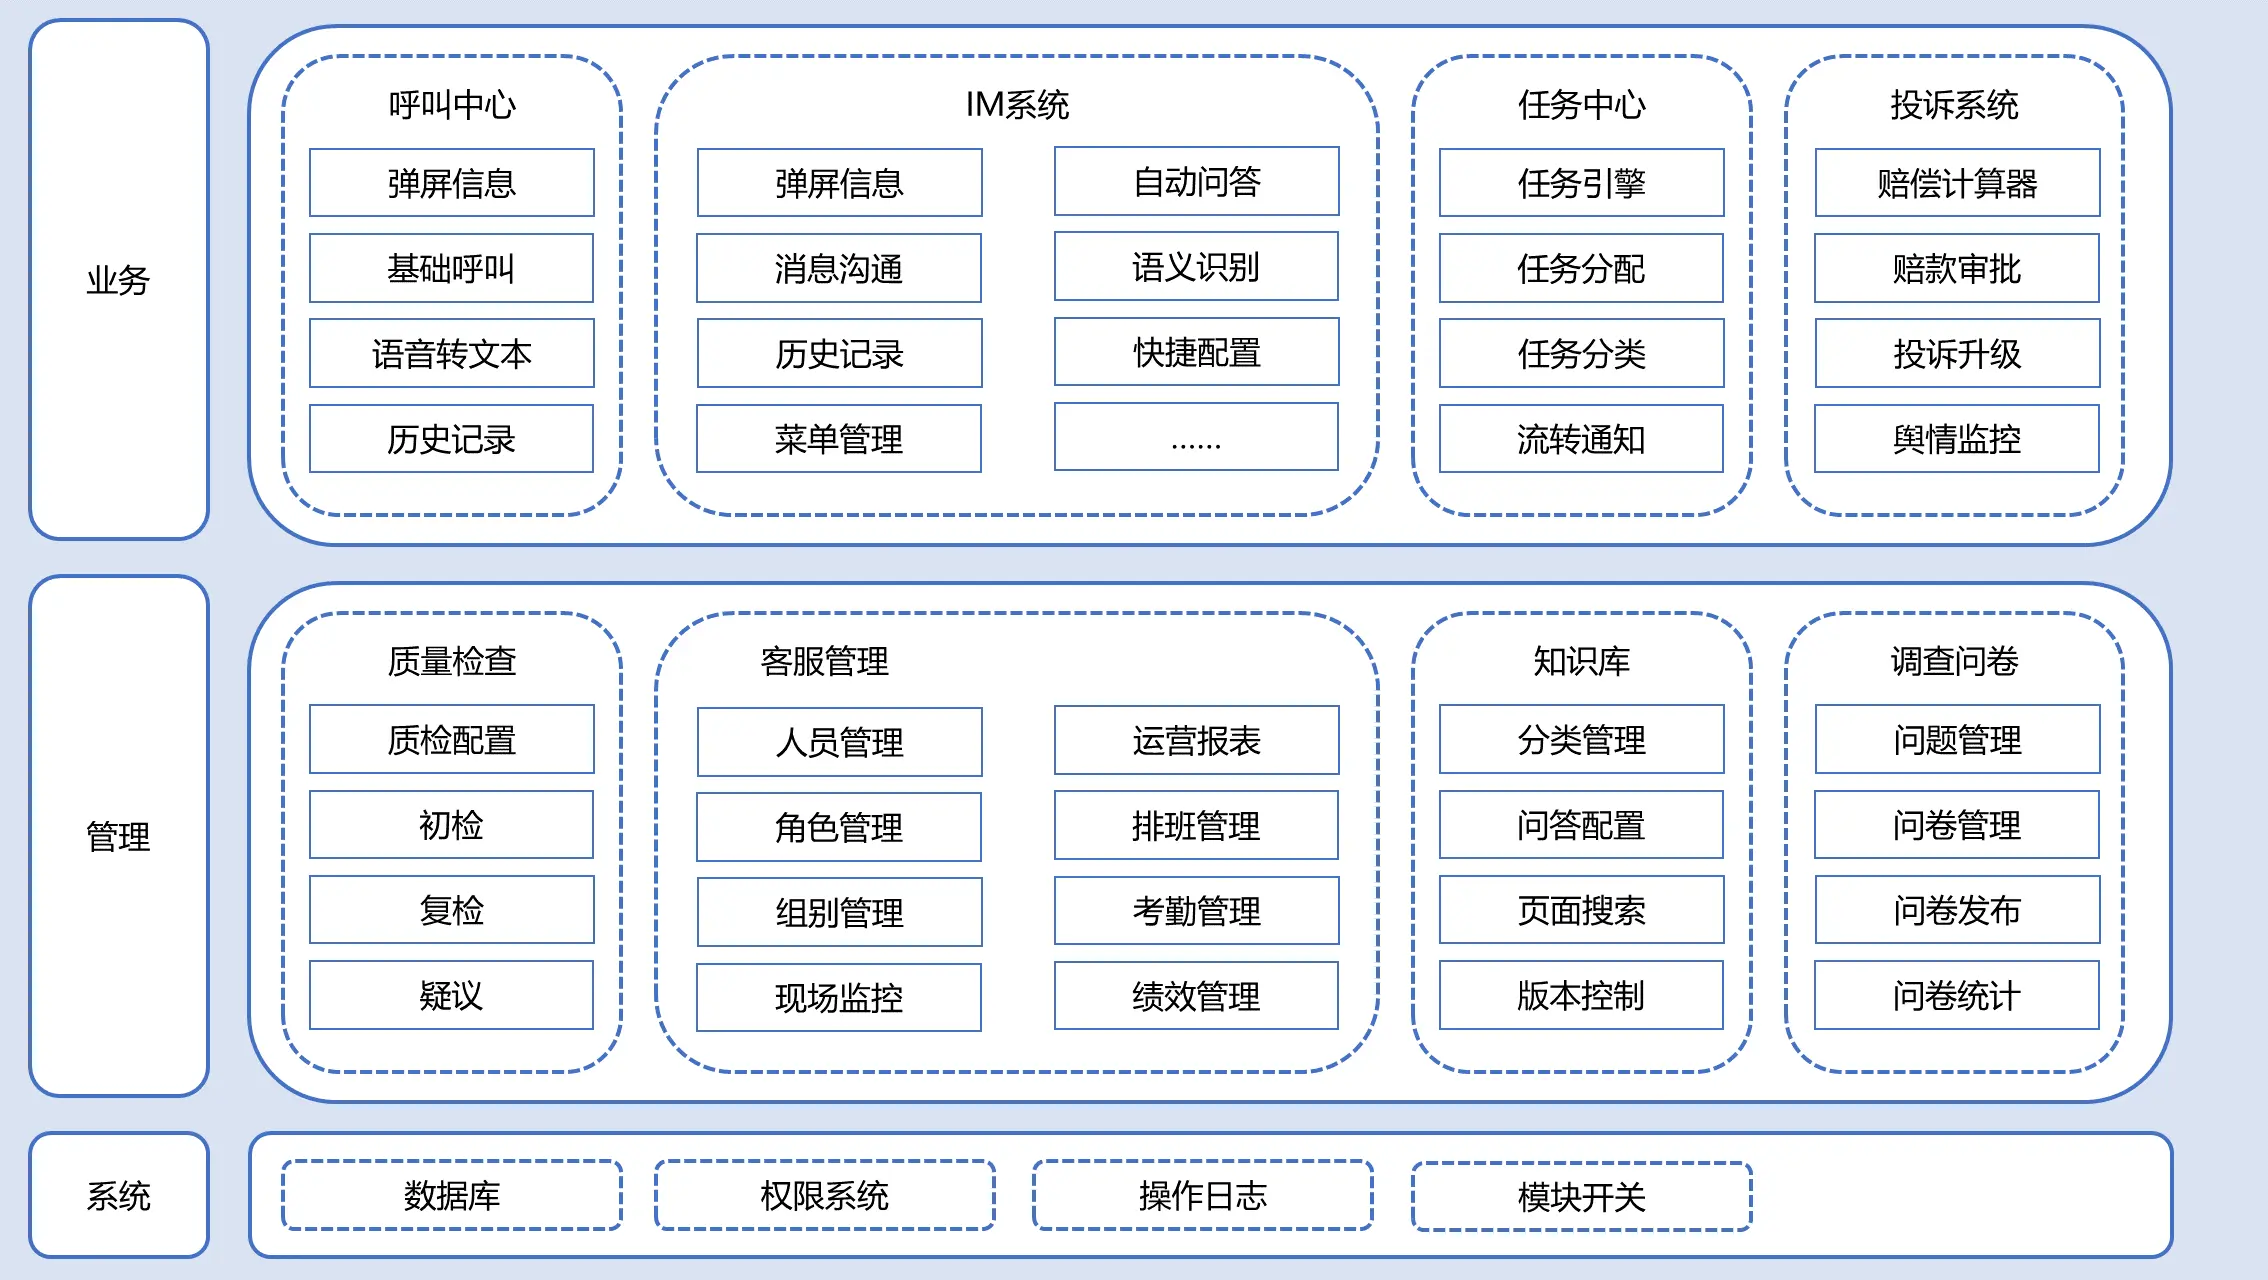 业务
呼叫中心
弹屏信息
基础呼叫
语音转文本
历史记录
IM系统
弹屏信息
消息沟通
历史记录
菜单管理
自动问答
语义识别
快捷配置
......
任务中心
任务引擎
任务分配
任务分类
流转通知
投诉系统
赔偿计算器
赔款审批
投诉升级
舆情监控
管理
质量检查
质检配置
初检
复检
疑议
客服管理
人员管理
角色管理
组别管理
现场监控
运营报表
排班管理
考勤管理
绩效管理
知识库
分类管理
问答配置
页面搜索
版本控制
调查问卷
问题管理
问卷管理
问卷发布
问卷统计
系统
数据库
权限系统
操作日志
模块开关